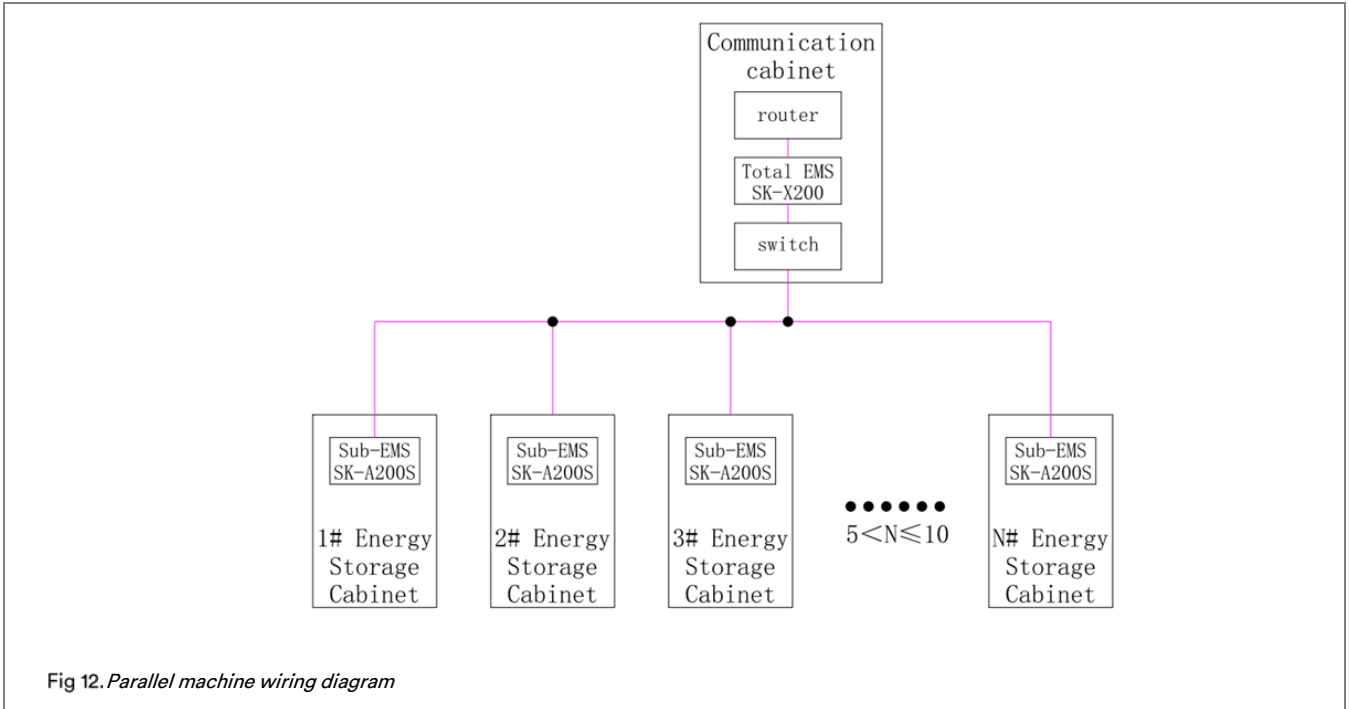 Communication
cabinet
router
Total EMS
SK-X200
switch
Sub-EMS
SK-A200S
Sub-EMS
SK-A200S
Sub-EMS
SK-A200S
Sub-EMS
SK-A200S
1# Energy
Storage
Cabinet
2# Energy
Storage
Cabinet
3# Energy
Storage
Cabinet
5<N≤10
N# Energy
Storage
Cabinet
Fig 12. Parallel machine wiring diagram